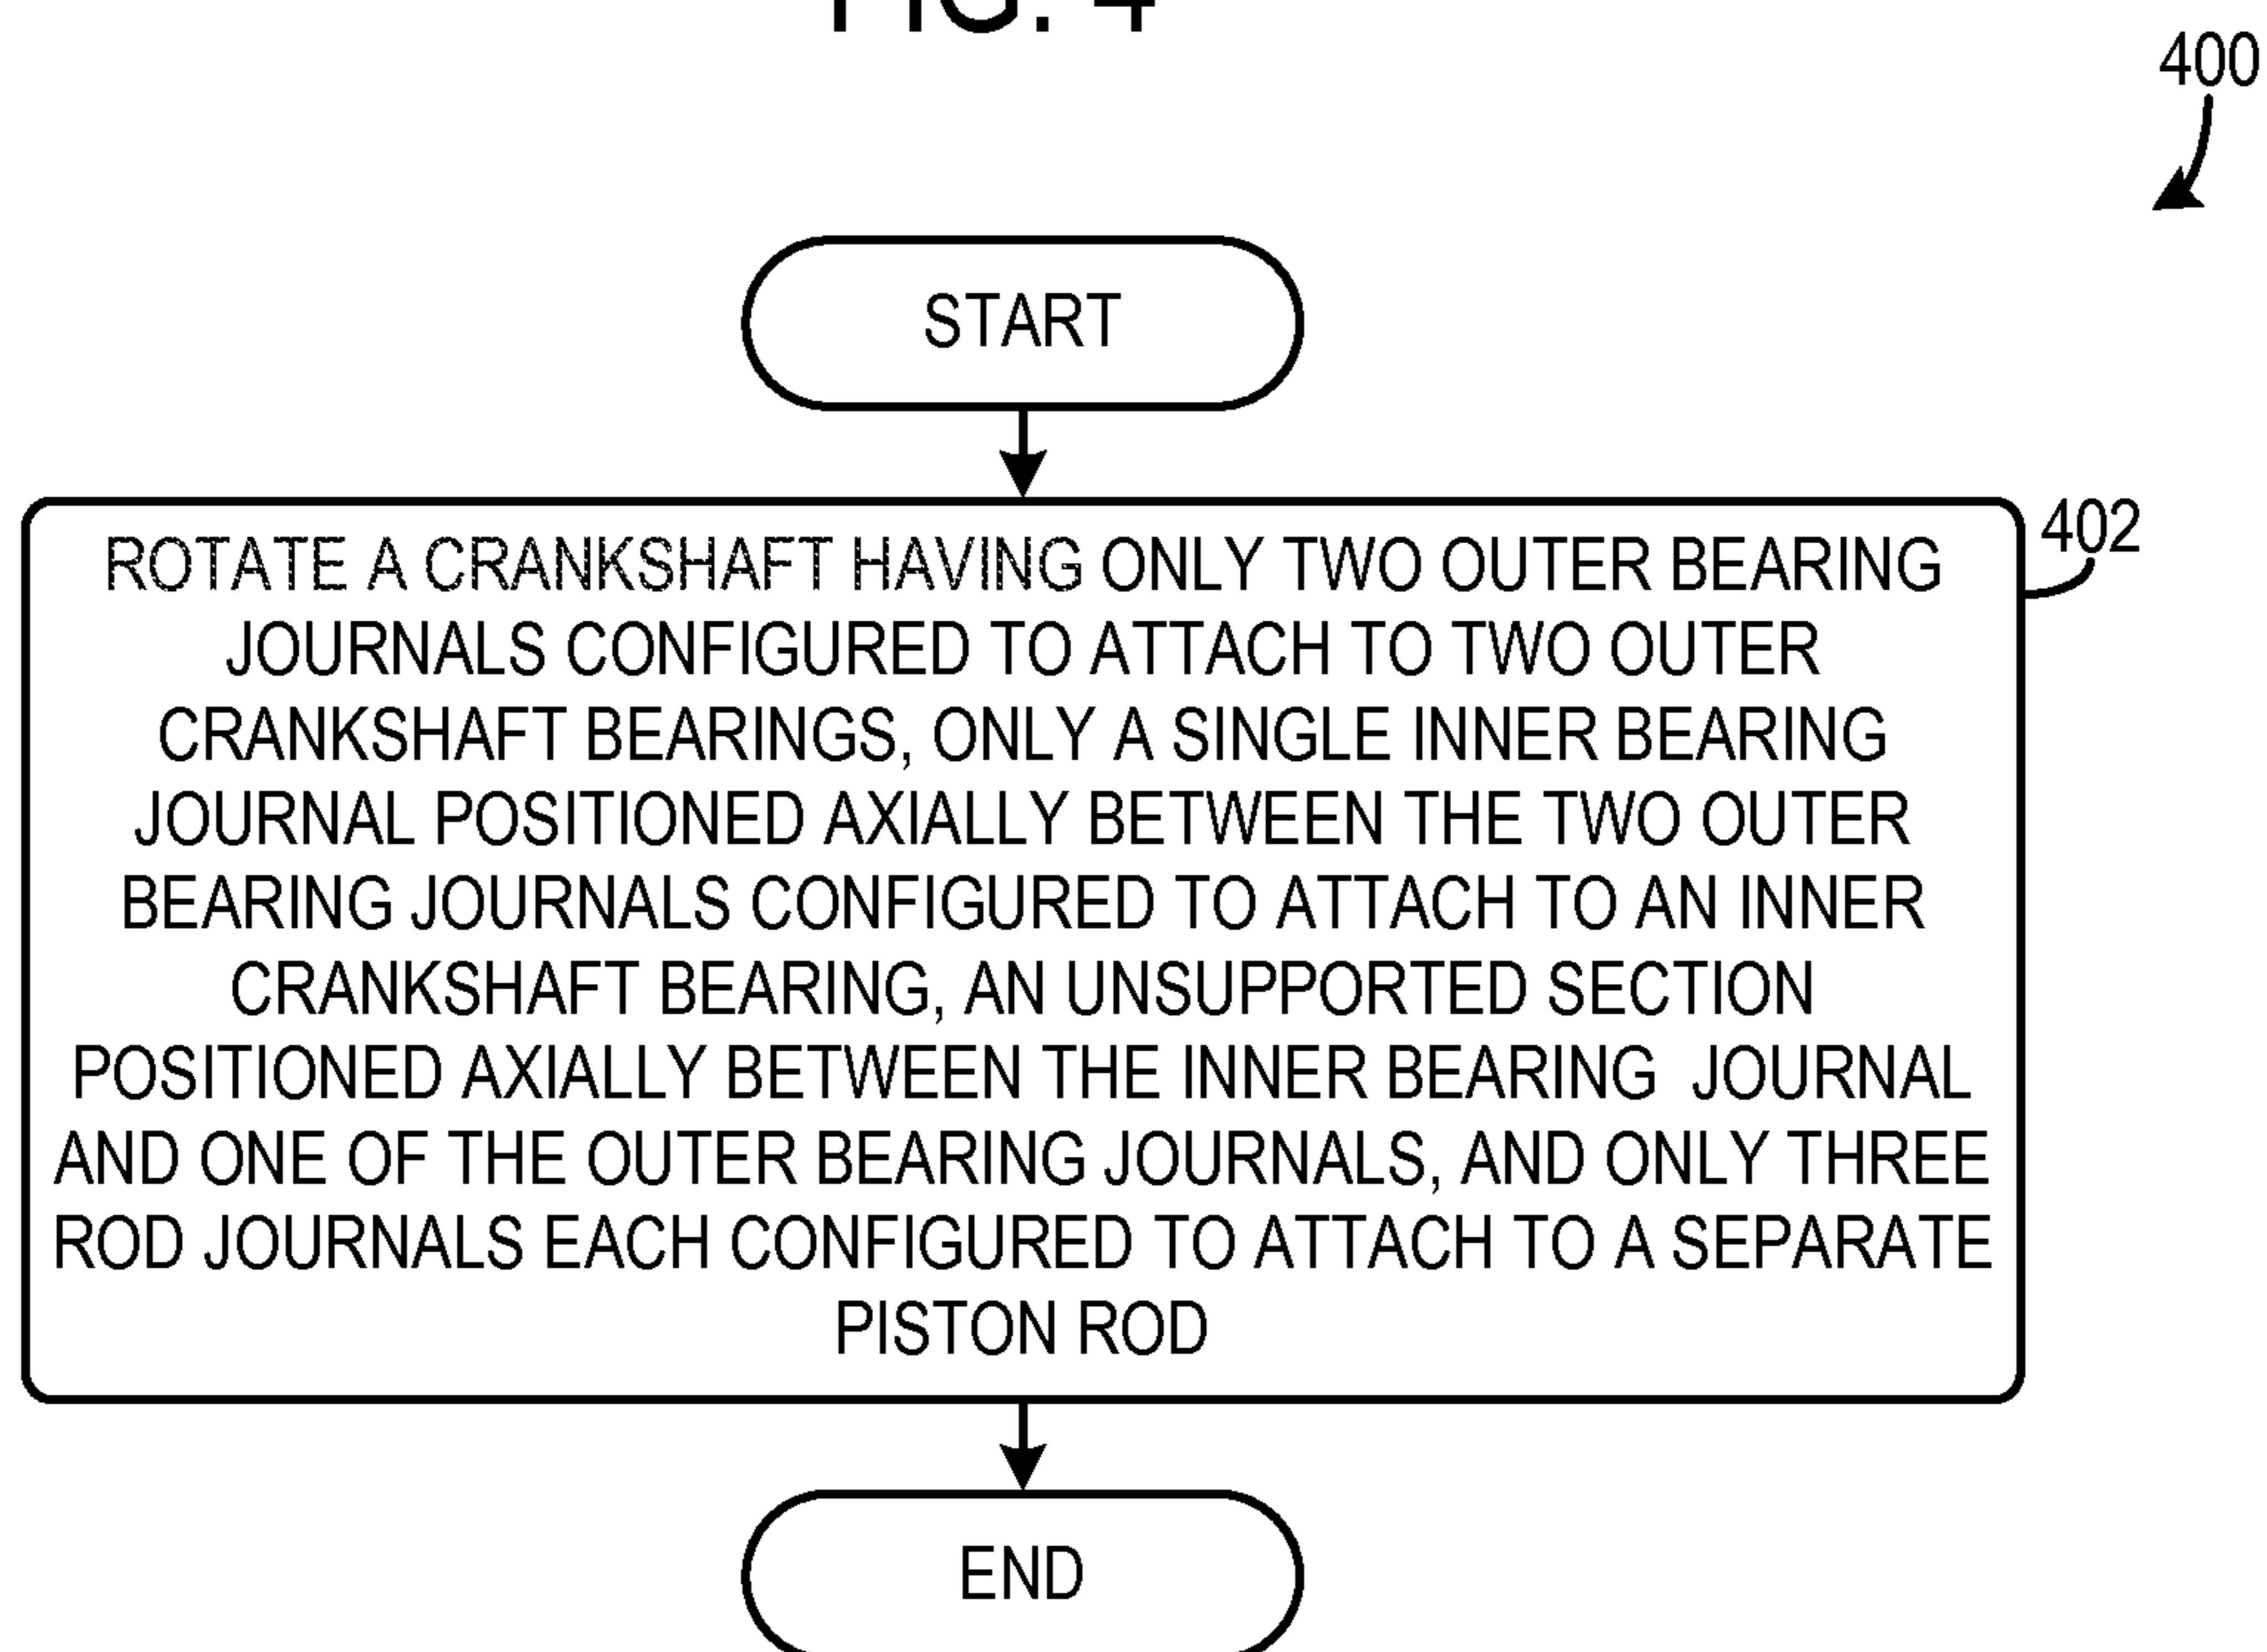 FIG. 4
400
START
402
ROTATE A CRANKSHAFT HAVING ONLY TWO OUTER BEARING
JOURNALS CONFIGURED TO ATTACH TO TWO OUTER
CRANKSHAFT BEARINGS, ONLY A SINGLE INNER BEARING
JOURNAL POSITIONED AXIALLY BETWEEN THE TWO OUTER
BEARING JOURNALS CONFIGURED TO ATTACH TO AN INNER
CRANKSHAFT BEARING, AN UNSUPPORTED SECTION
POSITIONED AXIALLY BETWEEN THE INNER BEARING JOURNAL
AND ONE OF THE OUTER BEARING JOURNALS, AND ONLY THREE
ROD JOURNALS EACH CONFIGURED TO ATTACH TO A SEPARATE
PISTON ROD
END